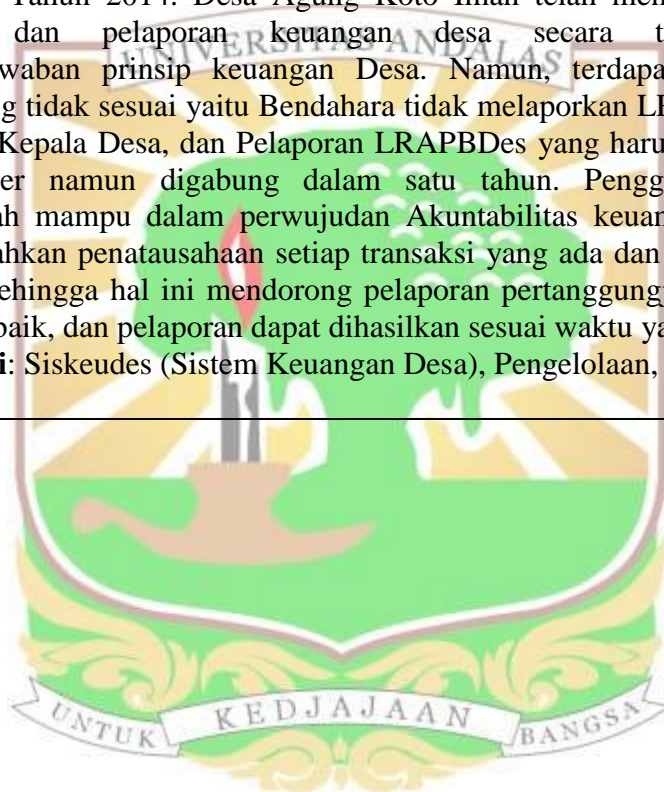 Tahun 2014. Desa Agung Koto Iman telah men
dan pelaporan keuangan desa secara t
UNIVERSITAS ANDALAS
waban prinsip keuangan Desa. Namun, terdapa
g tidak sesuai yaitu Bendahara tidak melaporkan
Kepala Desa, dan Pelaporan LRAPBDes yang haru
er namun digabung dalam satu tahun. Pengg
ah mampu dalam perwujudan Akuntabilitas keuan
ahkan penatausahaan setiap transaksi yang ada dan
ehingga hal ini mendorong pelaporan pertanggung
baik, dan pelaporan dapat dihasilkan sesuai waktu ya
i: Siskeudes (Sistem Keuangan Desa), Pengelolaan,
UNTUK KEDJAJAAN BANGSA